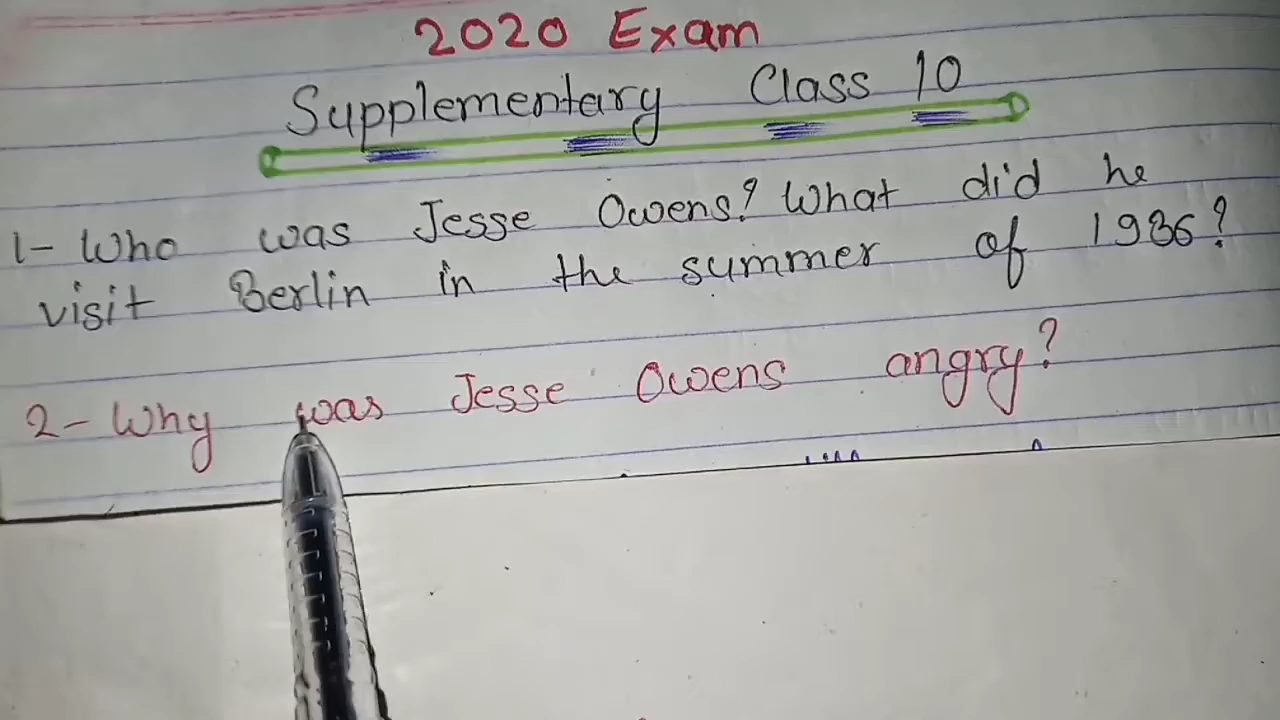 2020 Exam
Supplementary Class 10
1- Who was Jesse Owens? What did he
visit Berlin in the summer of 1936?
2- Why was Jesse Owens angry?